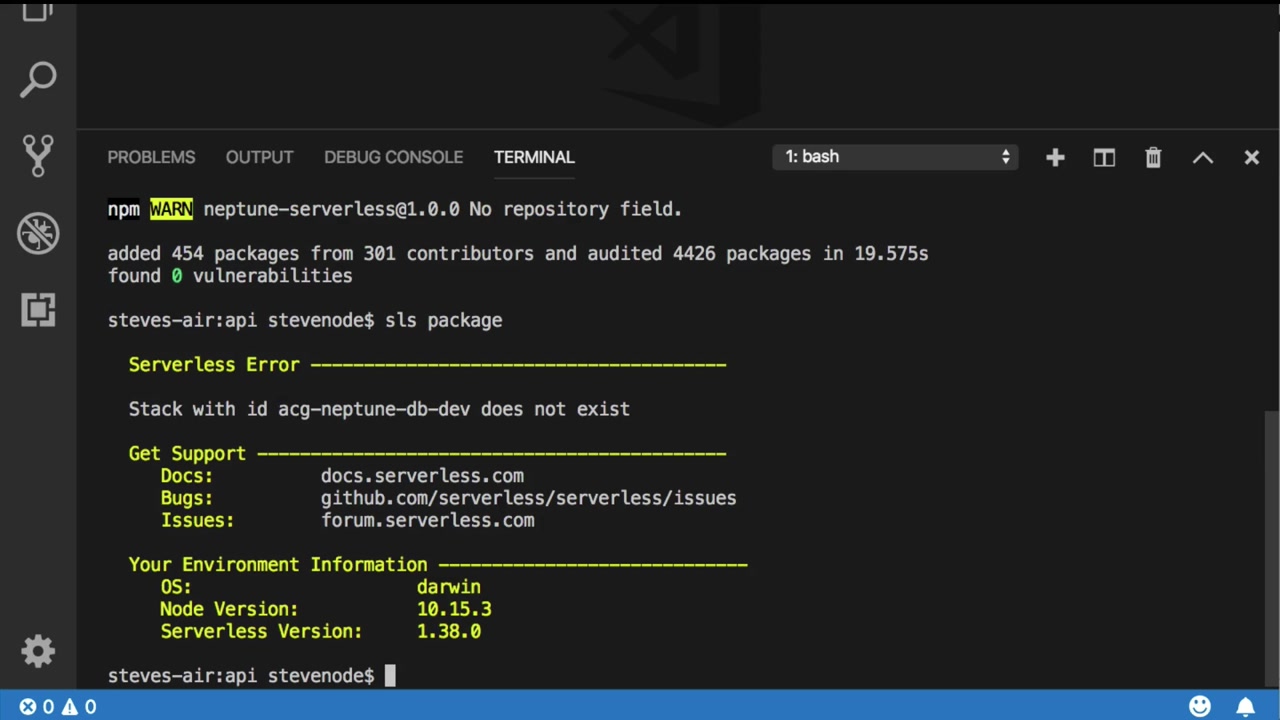 PROBLEMS OUTPUT DEBUG CONSOLE TERMINAL 1: bash
npm WARN neptune-serverless@1.0.0 No repository field.
added 454 packages from 301 contributors and audited 4426 packages in 19.575s
found 0 vulnerabilities
steves-air:api stevenode$ sls package
Serverless Error ---------------------------------------
Stack with id acg-neptune-db-dev does not exist
Get Support --------------------------------------------
Docs: docs.serverless.com
Bugs: github.com/serverless/serverless/issues
Issues: forum.serverless.com
Your Environment Information -----------------------------
OS: darwin
Node Version: 10.15.3
Serverless Version: 1.38.0
steves-air:api stevenode$
0 0